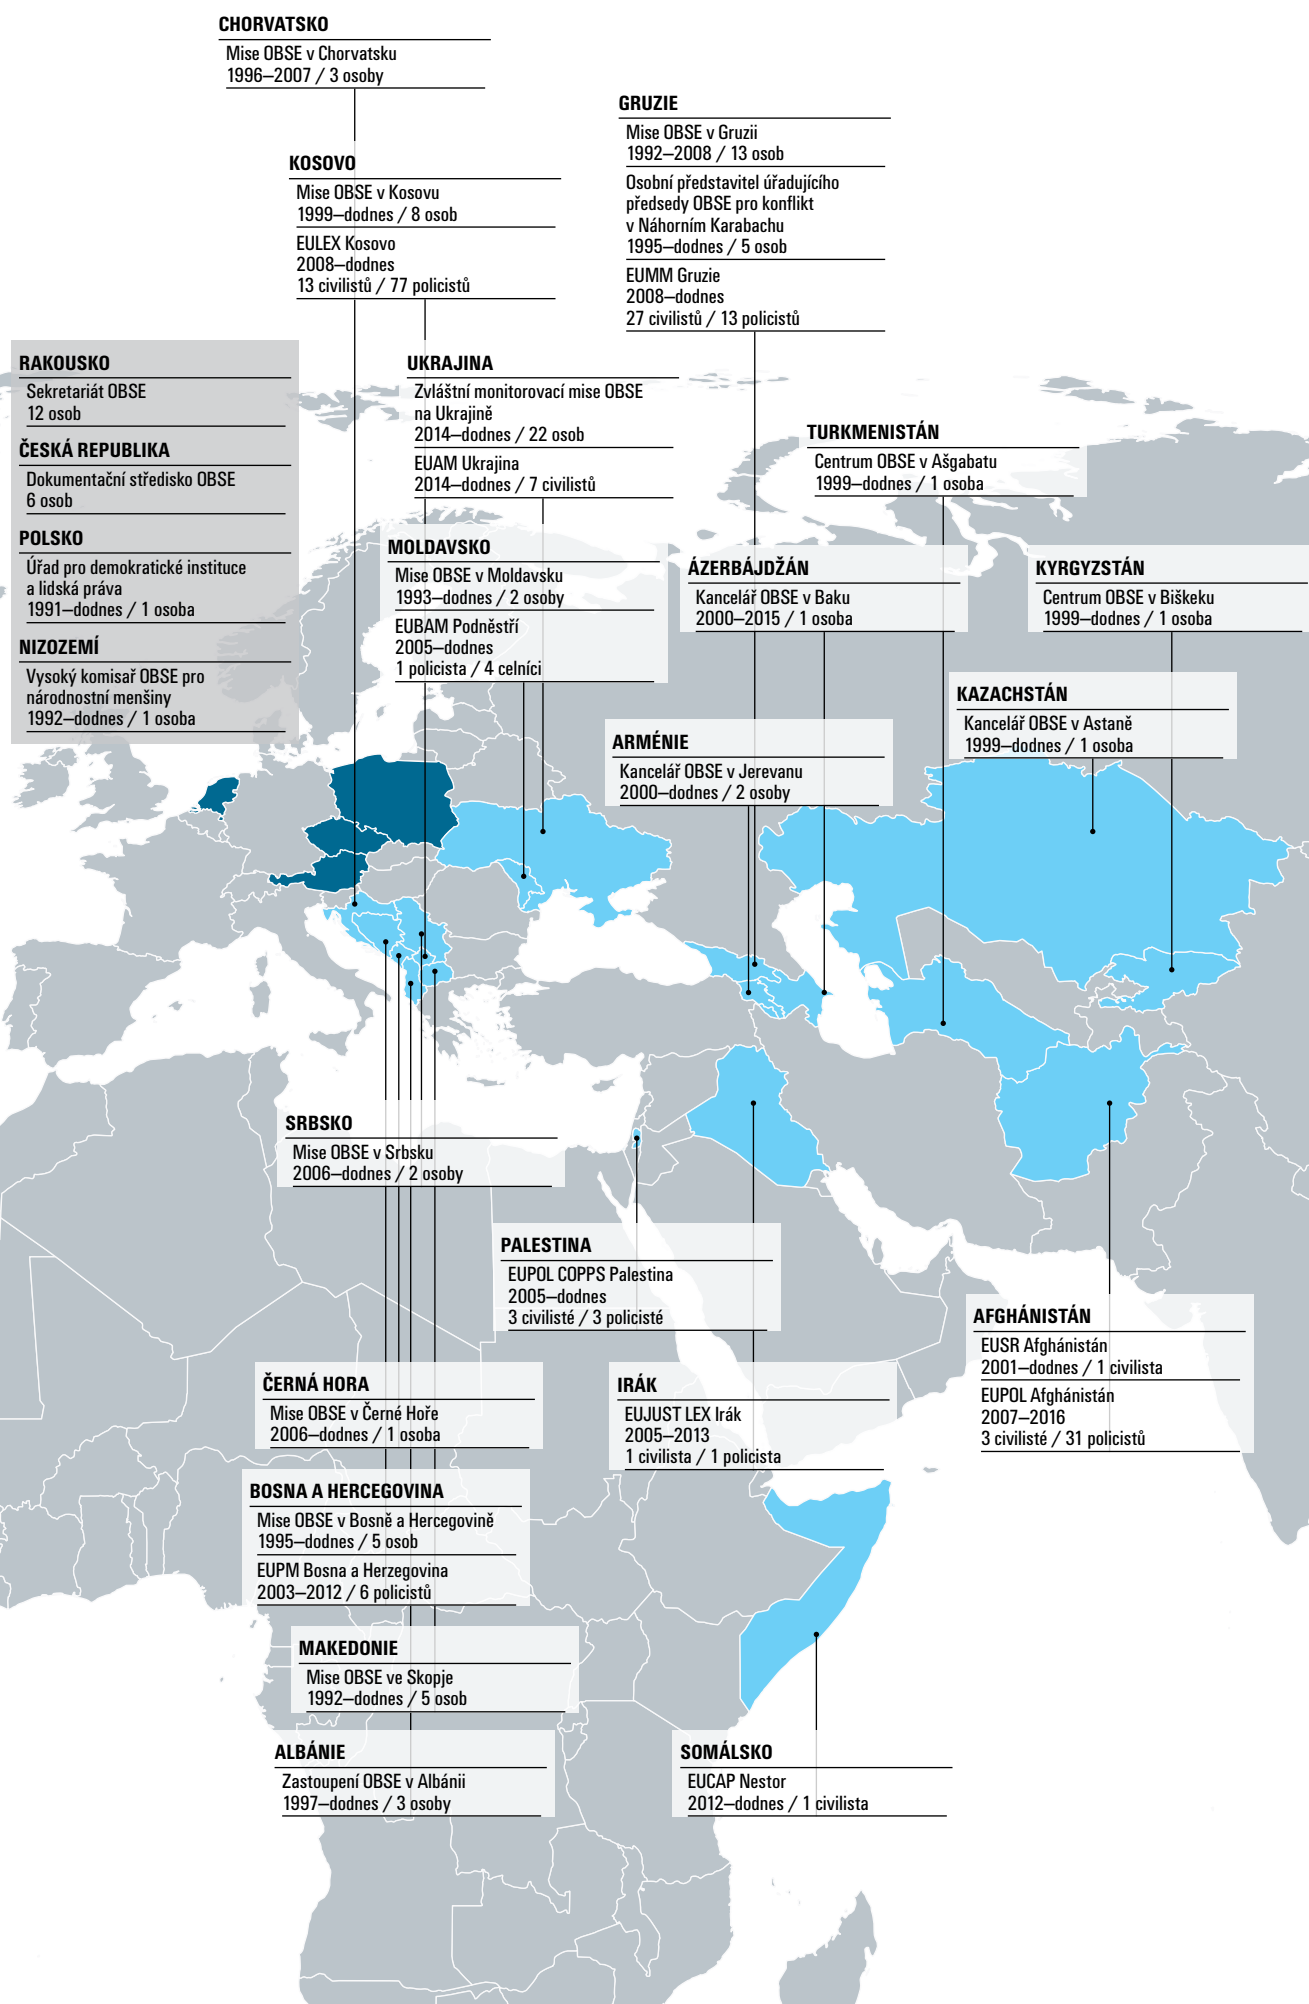 CHORVATSKO
Mise OBSE v Chorvatsku
1996–2007 / 3 osoby
KOSOVO
Mise OBSE v Kosovu
1999–dodnes / 8 osob
EULEX Kosovo
2008–dodnes
13 civilistů / 77 policistů
GRUZIE
Mise OBSE v Gruzii
1992–2008 / 13 osob
Osobní představitel úřadujícího
předsedy OBSE pro konflikt
v Náhorním Karabachu
1995–dodnes / 5 osob
EUMM Gruzie
2008–dodnes
27 civilistů / 13 policistů
RAKOUSKO
Sekretariát OBSE
12 osob
ČESKÁ REPUBLIKA
Dokumentační středisko OBSE
6 osob
POLSKO
Úřad pro demokratické instituce
a lidská práva
1991–dodnes / 1 osoba
NIZOZEMÍ
Vysoký komisař OBSE pro
národnostní menšiny
1992–dodnes / 1 osoba
UKRAJINA
Zvláštní monitorovací mise OBSE
na Ukrajině
2014–dodnes / 22 osob
EUAM Ukrajina
2014–dodnes / 7 civilistů
TURKMENISTÁN
Centrum OBSE v Ašgabatu
1999–dodnes / 1 osoba
MOLDAVSKO
Mise OBSE v Moldavsku
1993–dodnes / 2 osoby
EUBAM Podněstří
2005–dodnes
1 policista / 4 celníci
ÁZERBÁJDŽÁN
Kancelář OBSE v Baku
2000–2015 / 1 osoba
KYRGYZSTÁN
Centrum OBSE v Biškeku
1999–dodnes / 1 osoba
KAZACHSTÁN
Kancelář OBSE v Astaně
1999–dodnes / 1 osoba
ARMÉNIE
Kancelář OBSE v Jerevanu
2000–dodnes / 2 osoby
SRBSKO
Mise OBSE v Srbsku
2006–dodnes / 2 osoby
PALESTINA
EUPOL COPPS Palestina
2005–dodnes
3 civilisté / 3 policisté
AFGHÁNISTÁN
EUSR Afghánistán
2001–dodnes / 1 civilista
EUPOL Afghánistán
2007–2016
3 civilisté / 31 policistů
ČERNÁ HORA
Mise OBSE v Černé Hoře
2006–dodnes / 1 osoba
IRÁK
EUJUST LEX Irák
2005–2013
1 civilista / 1 policista
BOSNA A HERCEGOVINA
Mise OBSE v Bosně a Hercegovině
1995–dodnes / 5 osob
EUPM Bosna a Herzegovina
2003–2012 / 6 policistů
MAKEDONIE
Mise OBSE ve Skopje
1992–dodnes / 5 osob
ALBÁNIE
Zastoupení OBSE v Albánii
1997–dodnes / 3 osoby
SOMÁLSKO
EUCAP Nestor
2012–dodnes / 1 civilista